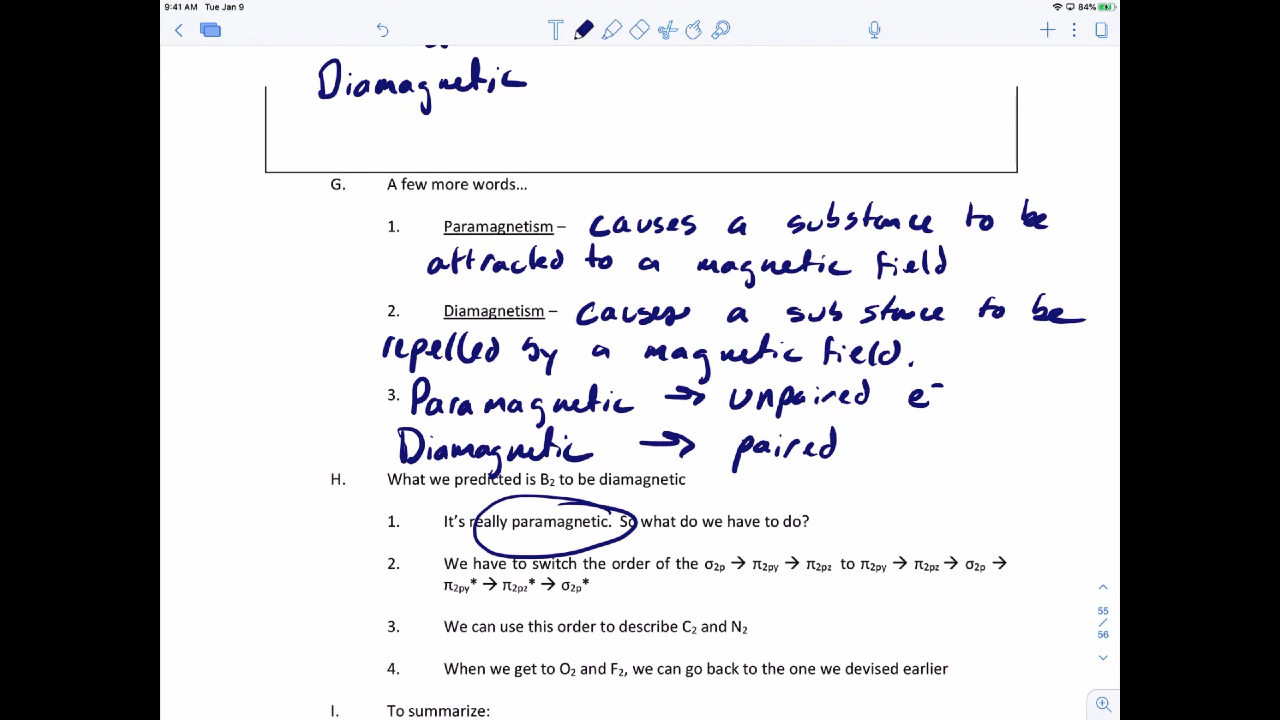 9:41 AM Tue Jan 9
84%
Diamagnetic
G. A few more words...
1. Paramagnetism – causes a substance to be
attracted to a magnetic field
2. Diamagnetism – causes a substance to be
repelled by a magnetic field.
3. Paramagnetic → unpaired e⁻
Diamagnetic → paired
H. What we predicted is B₂ to be diamagnetic
1. It's really paramagnetic. So what do we have to do?
2. We have to switch the order of the σ₂ₚ → π₂ₚy → π₂ₚz to π₂ₚy → π₂ₚz → σ₂ₚ →
π₂ₚy* → π₂ₚz* → σ₂ₚ*
3. We can use this order to describe C₂ and N₂
4. When we get to O₂ and F₂, we can go back to the one we devised earlier
I. To summarize:
55
/
56